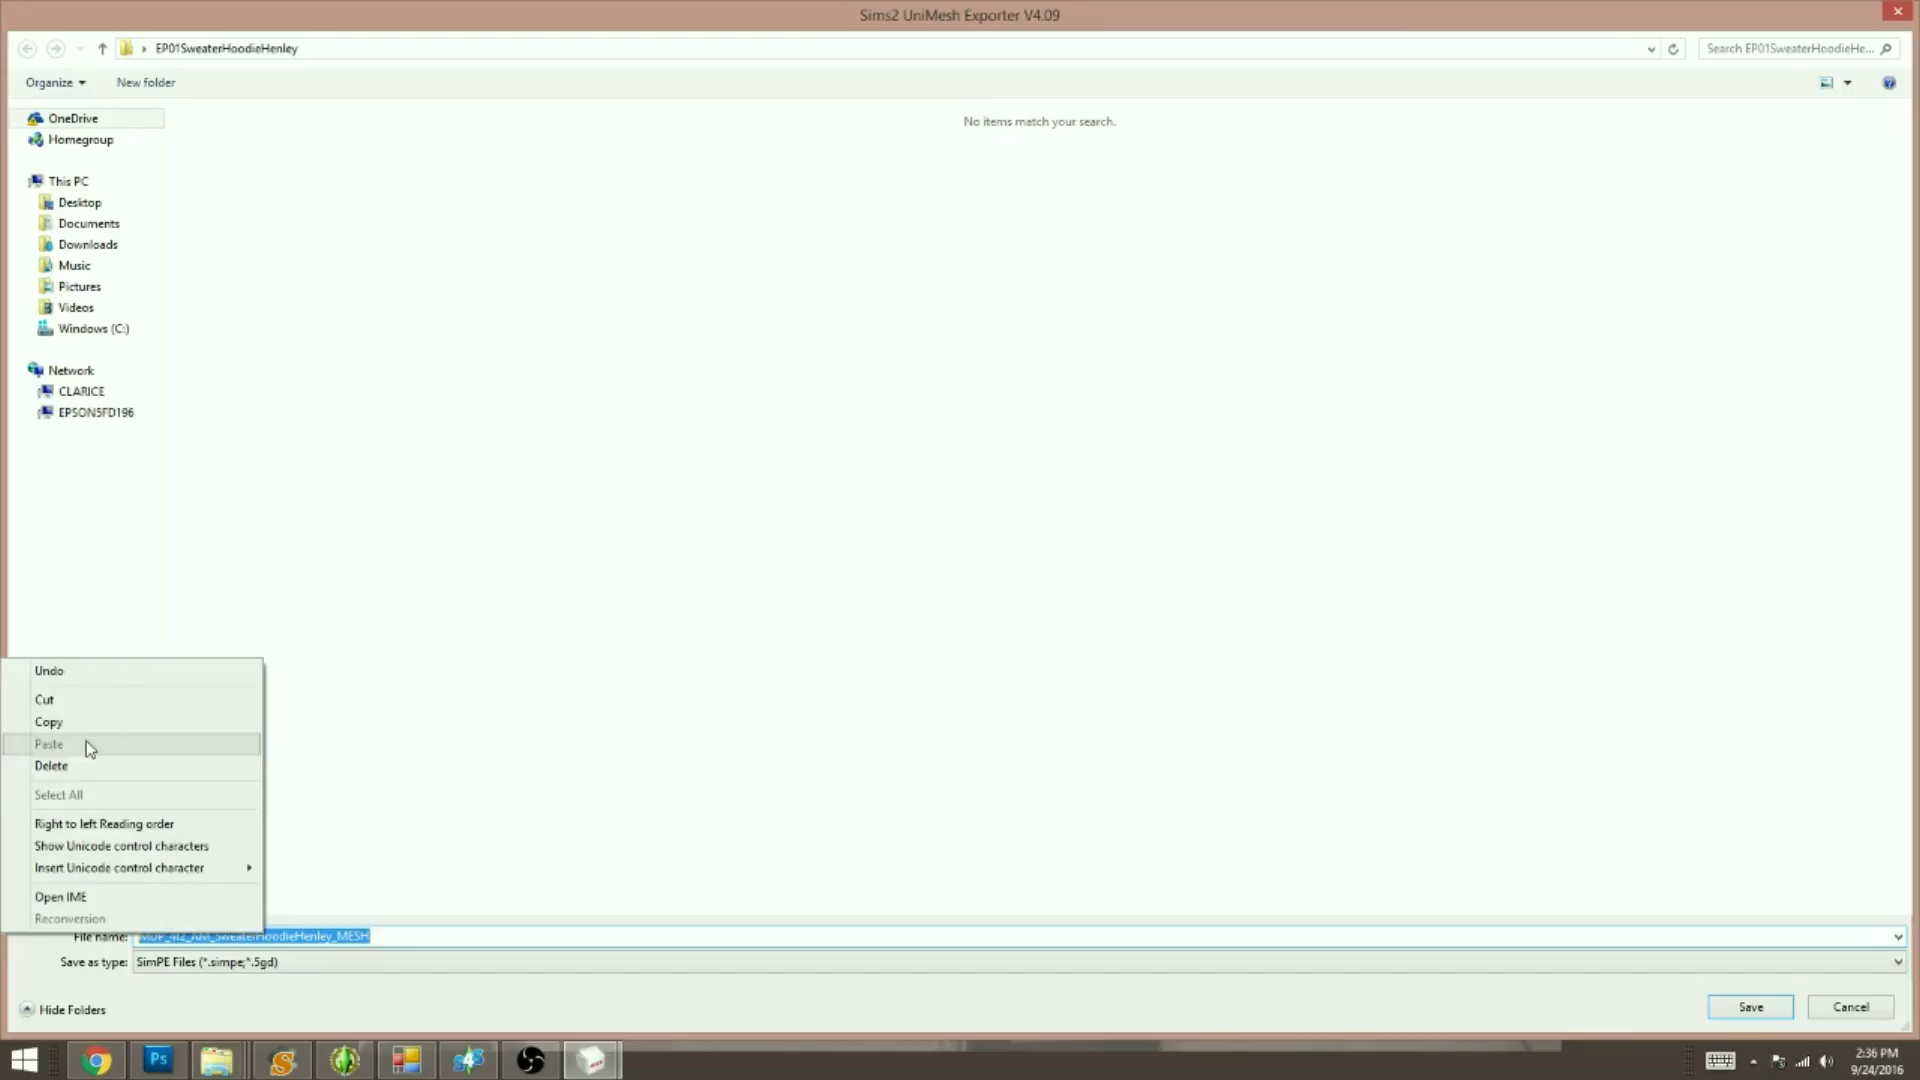 Sims2 UniMesh Exporter V4.09
EP01SweaterHoodieHenley
Search EP01SweaterHoodieHe...
Organize
New folder
OneDrive
No items match your search.
Homegroup
This PC
Desktop
Documents
Downloads
Music
Pictures
Videos
Windows (C:)
Network
CLARICE
EPSON5FD196
Undo
Cut
Copy
Paste
Delete
Select All
Right to left Reading order
Show Unicode control characters
Insert Unicode control character
Open IME
Reconversion
File name: MDP_4t2_AM_SweaterHoodieHenley_MESH
Save as type: SimPE Files (*.simpe;*.5gd)
Hide Folders
Save
Cancel
Ps
2:36 PM
9/24/2016